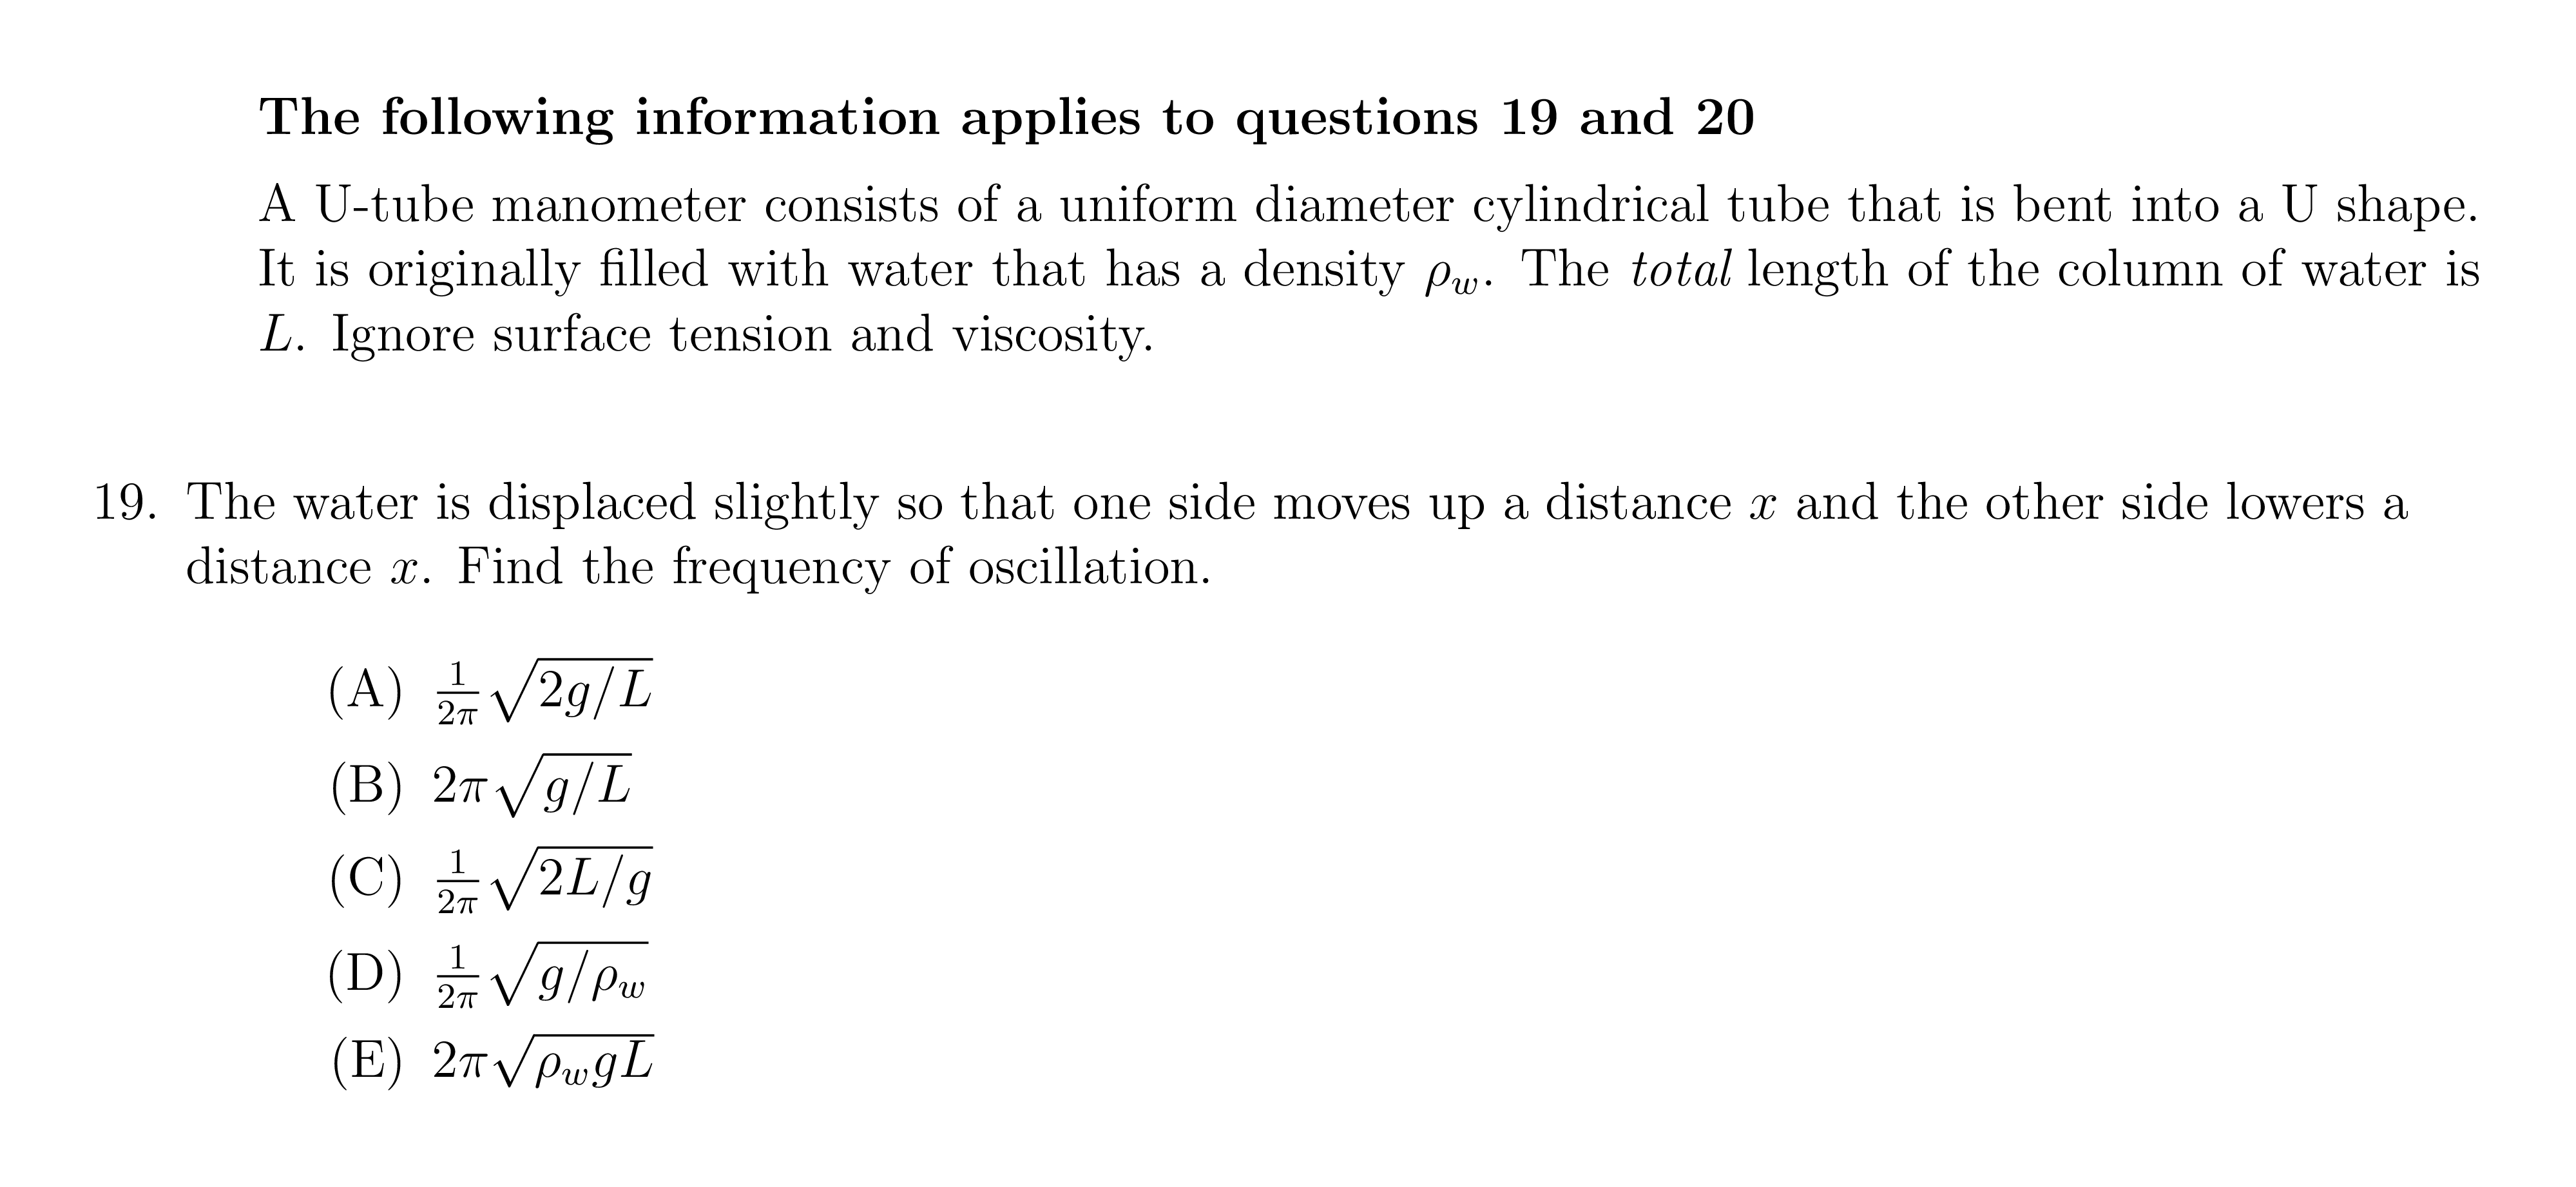 The following information applies to questions 19 and 20
A U-tube manometer consists of a uniform diameter cylindrical tube that is bent into a U shape.
It is originally filled with water that has a density $\rho_w$. The total length of the column of water is
$L$. Ignore surface tension and viscosity.
19. The water is displaced slightly so that one side moves up a distance $x$ and the other side lowers a
distance $x$. Find the frequency of oscillation.
(A) $\frac{1}{2\pi}\sqrt{2g/L}$
(B) $2\pi\sqrt{g/L}$
(C) $\frac{1}{2\pi}\sqrt{2L/g}$
(D) $\frac{1}{2\pi}\sqrt{g/\rho_w}$
(E) $2\pi\sqrt{\rho_w gL}$